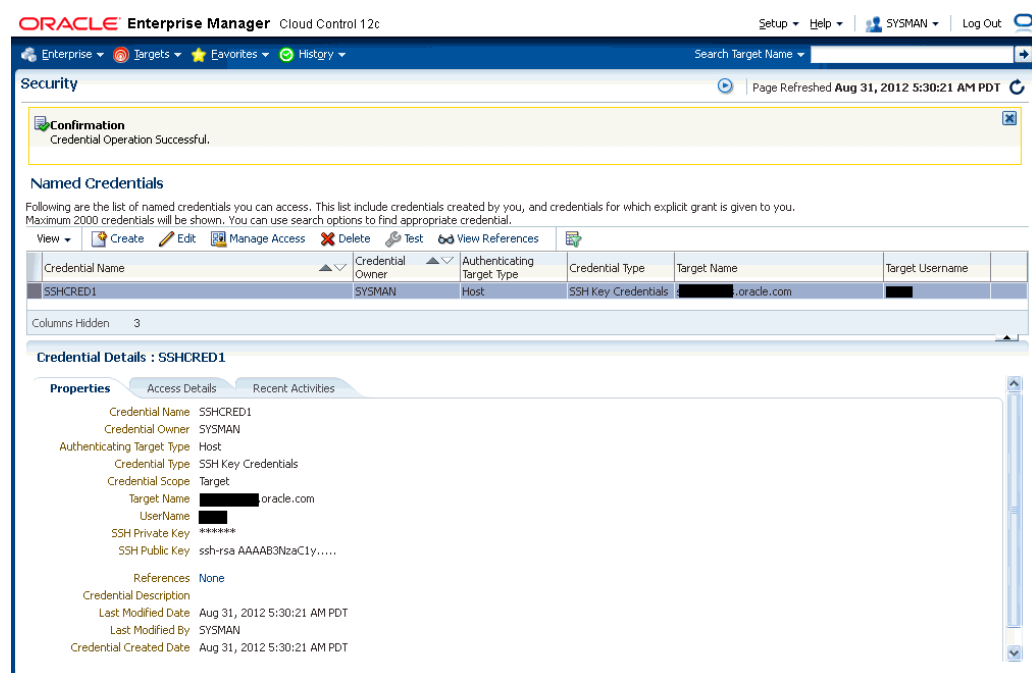 ORACLE Enterprise Manager Cloud Control 12c Setup Help SYSMAN Log Out
Enterprise Targets Favorites History Search Target Name
Security Page Refreshed Aug 31, 2012 5:30:21 AM PDT
Confirmation
Credential Operation Successful.
Named Credentials
Following are the list of named credentials you can access. This list include credentials created by you, and credentials for which explicit grant is given to you.
Maximum 2000 credentials will be shown. You can use search options to find appropriate credential.
View Create Edit Manage Access Delete Test View References
Credential Name Credential Owner Authenticating Target Type Credential Type Target Name Target Username
SSHCRED1 SYSMAN Host SSH Key Credentials .oracle.com
Columns Hidden 3
Credential Details : SSHCRED1
Properties Access Details Recent Activities
Credential Name SSHCRED1
Credential Owner SYSMAN
Authenticating Target Type Host
Credential Type SSH Key Credentials
Credential Scope Target
Target Name .oracle.com
UserName
SSH Private Key ******
SSH Public Key ssh-rsa AAAAB3NzaC1y.....
References None
Credential Description
Last Modified Date Aug 31, 2012 5:30:21 AM PDT
Last Modified By SYSMAN
Credential Created Date Aug 31, 2012 5:30:21 AM PDT